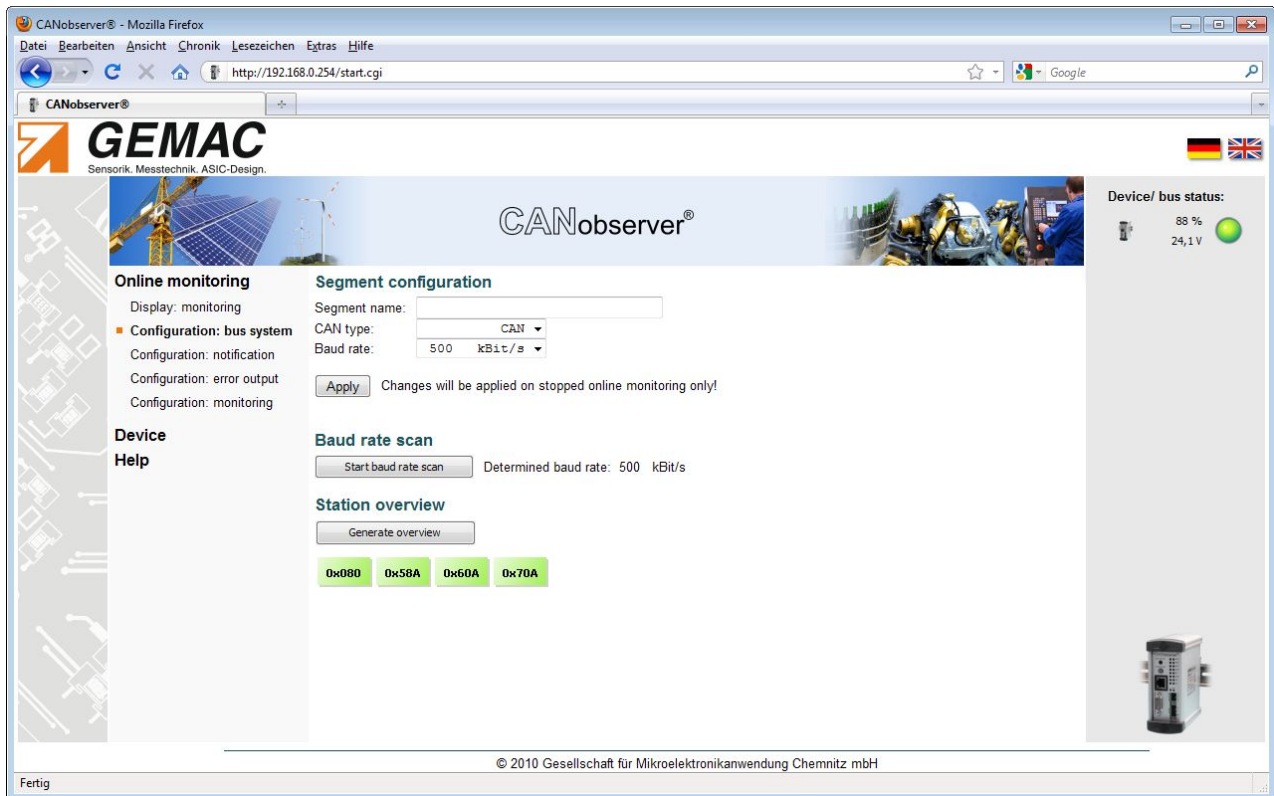 CANobserver® - Mozilla Firefox
Datei Bearbeiten Ansicht Chronik Lesezeichen Extras Hilfe
http://192.168.0.254/start.cgi
Google
CANobserver®
GEMAC
Sensorik. Messtechnik. ASIC-Design.
CANobserver®
Device/ bus status:
88 %
24,1 V
Online monitoring
Display: monitoring
Configuration: bus system
Configuration: notification
Configuration: error output
Configuration: monitoring
Device
Help
Segment configuration
Segment name:
CAN type: CAN
Baud rate: 500 kBit/s
Apply Changes will be applied on stopped online monitoring only!
Baud rate scan
Start baud rate scan Determined baud rate: 500 kBit/s
Station overview
Generate overview
0x080 0x58A 0x60A 0x70A
© 2010 Gesellschaft für Mikroelektronikanwendung Chemnitz mbH
Fertig